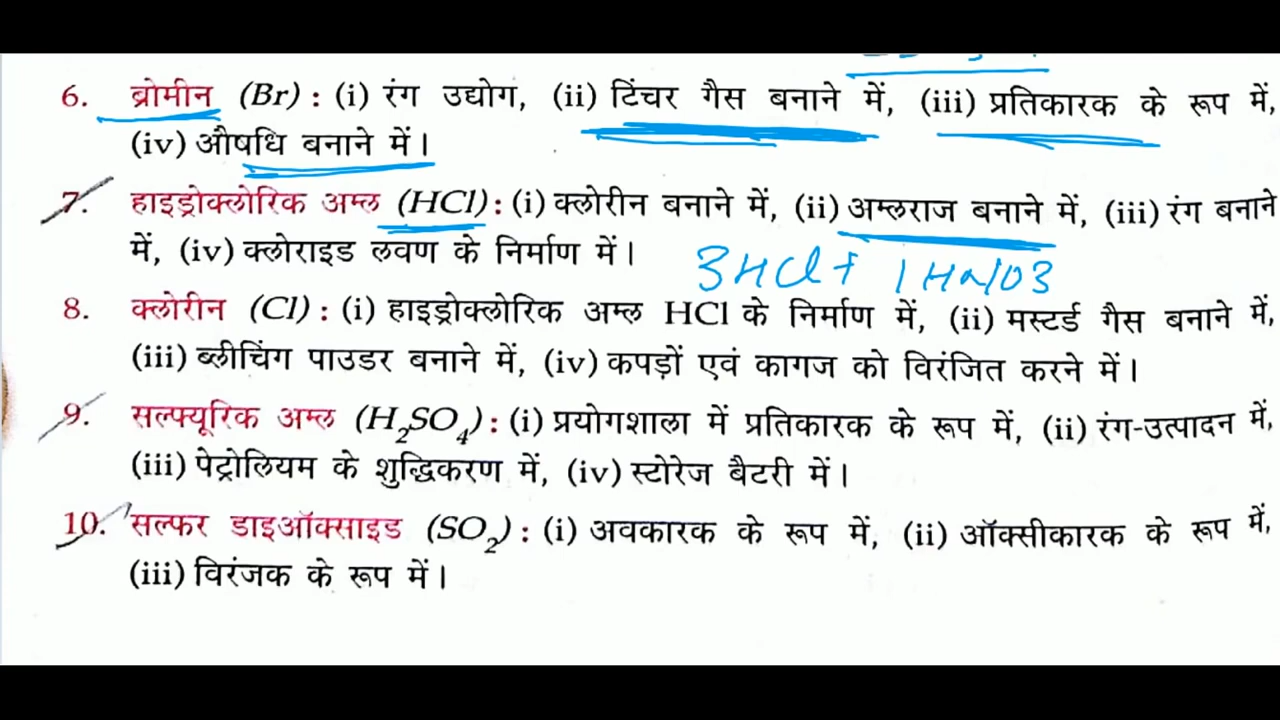 6. ब्रोमीन (Br) : (i) रंग उद्योग, (ii) टिंचर गैस बनाने में, (iii) प्रतिकारक के रूप में,
(iv) औषधि बनाने में।
7. हाइड्रोक्लोरिक अम्ल (HCl) : (i) क्लोरीन बनाने में, (ii) अम्लराज बनाने में, (iii) रंग बनाने
में, (iv) क्लोराइड लवण के निर्माण में।
3HCl + 1HNO3
8. क्लोरीन (Cl) : (i) हाइड्रोक्लोरिक अम्ल HCl के निर्माण में, (ii) मस्टर्ड गैस बनाने में,
(iii) ब्लीचिंग पाउडर बनाने में, (iv) कपड़ों एवं कागज को विरंजित करने में।
9. सल्फ्यूरिक अम्ल (H₂SO₄) : (i) प्रयोगशाला में प्रतिकारक के रूप में, (ii) रंग-उत्पादन में,
(iii) पेट्रोलियम के शुद्धिकरण में, (iv) स्टोरेज बैटरी में।
10. सल्फर डाइऑक्साइड (SO₂) : (i) अवकारक के रूप में, (ii) ऑक्सीकारक के रूप में,
(iii) विरंजक के रूप में।